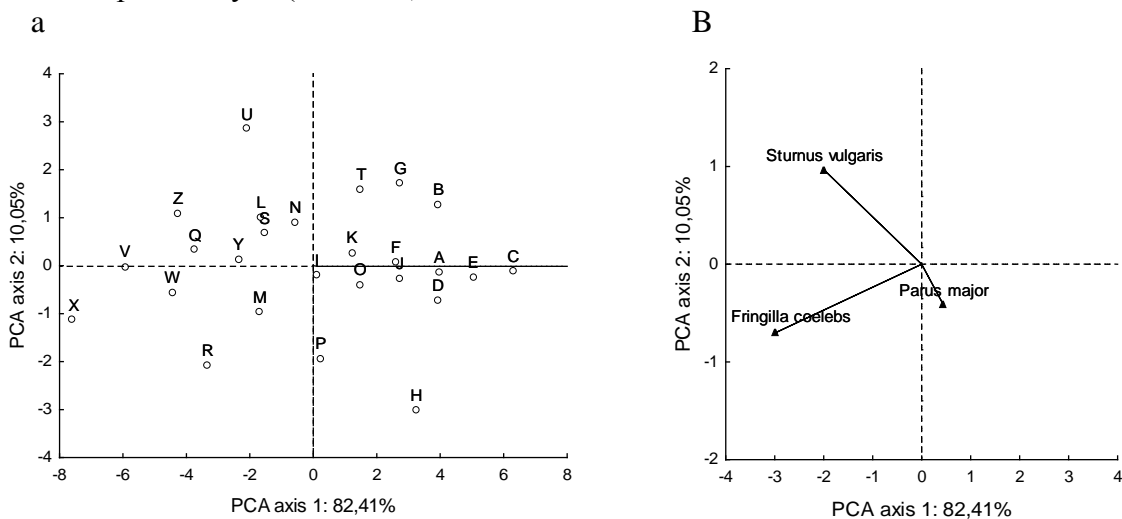 a
B
4
3
2
1
0
-1
-2
-3
-4
-8 -6 -4 -2 0 2 4 6 8
PCA axis 2: 10,05%
PCA axis 1: 82,41%
U
T
G
B
Z
L
S
N
Q
Y
K
F
V
I
O
J
A
E
C
W
D
X
M
R
P
H
2
1
0
-1
-2
-4 -3 -2 -1 0 1 2 3 4
PCA axis 2: 10,05%
PCA axis 1: 82,41%
Sturnus vulgaris
Parus major
Fringilla coelebs